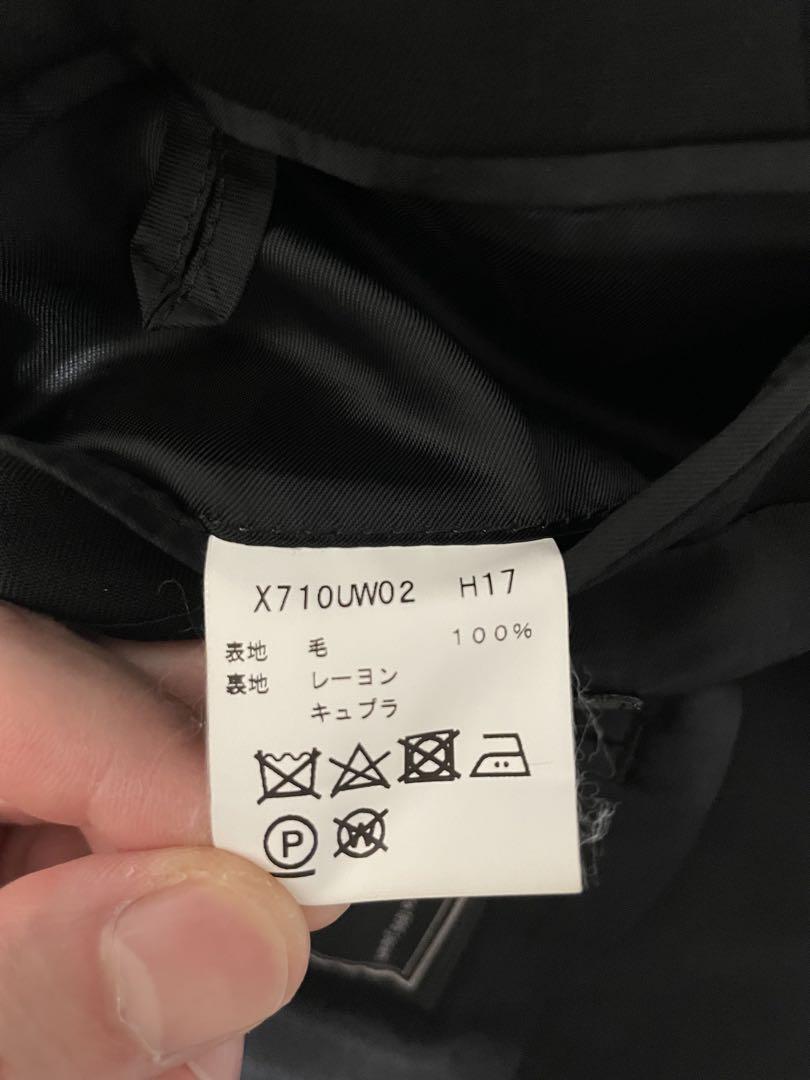 X710UW02 H17
表地 毛 100%
裏地 レーヨン
キュプラ
P
W